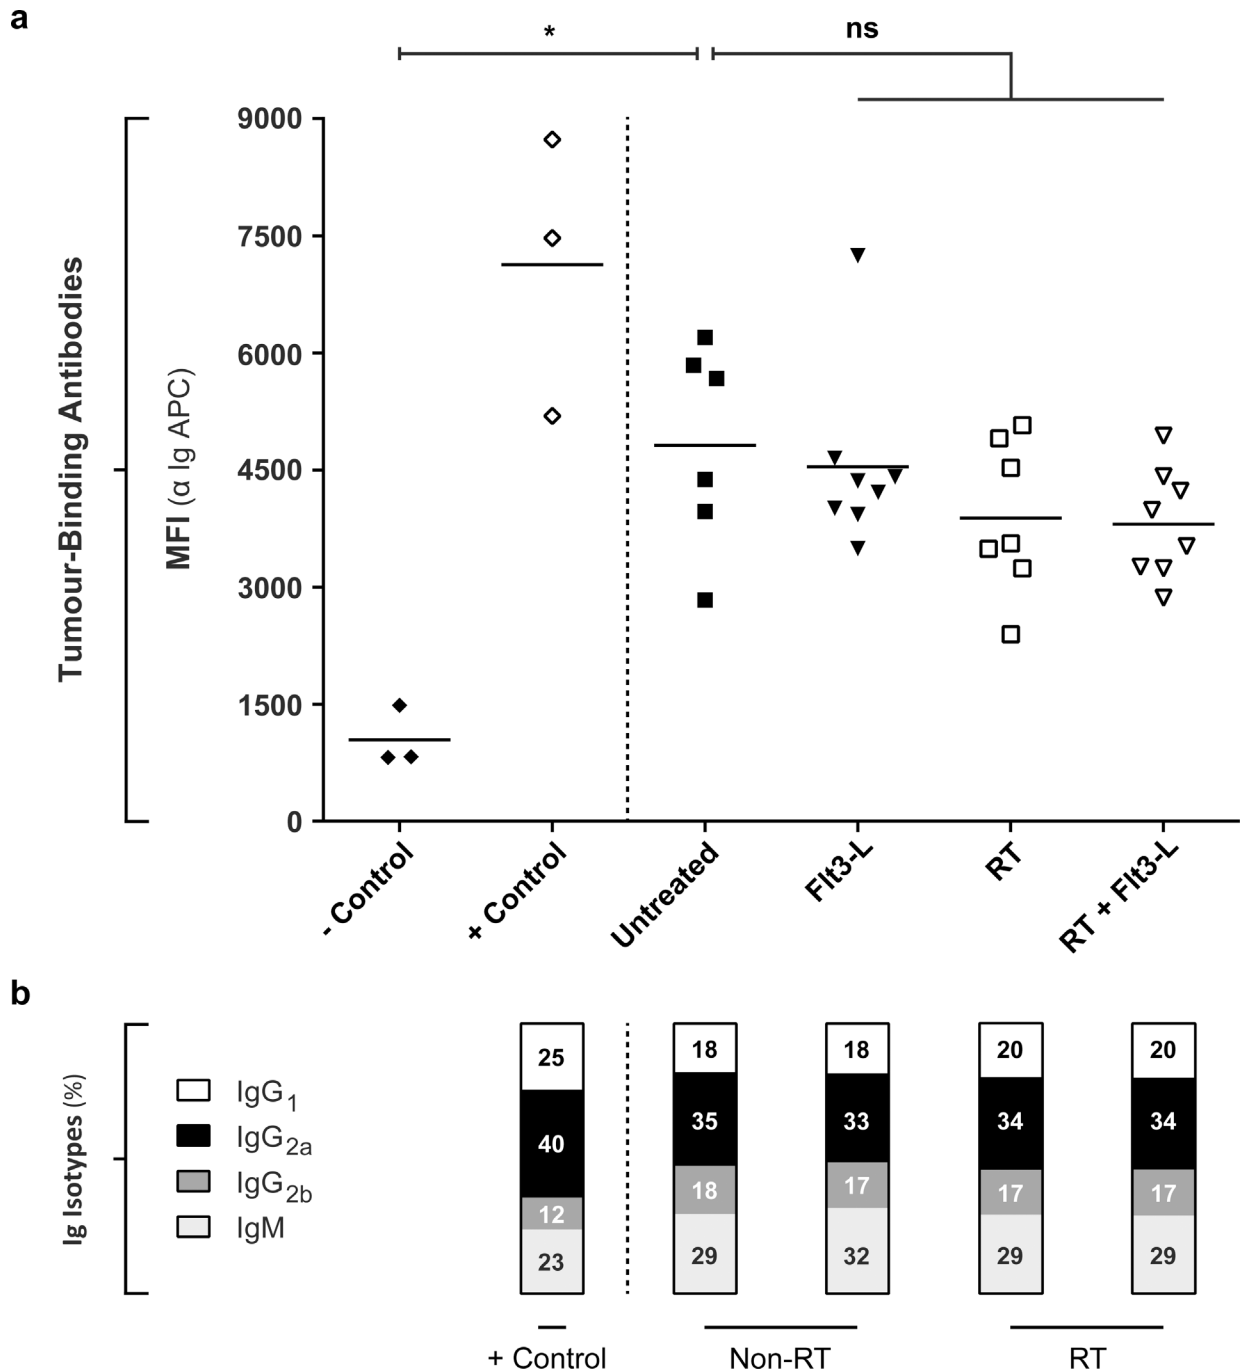 a
* ns
Tumour-Binding Antibodies
MFI (α Ig APC)
9000
7500
6000
4500
3000
1500
0
- Control
+ Control
Untreated
Flt3-L
RT
RT + Flt3-L
b
Ig Isotypes (%)
IgG1
IgG2a
IgG2b
IgM
25 18 18 20 20
40 35 33 34 34
12 18 17 17 17
23 29 32 29 29
+ Control Non-RT RT